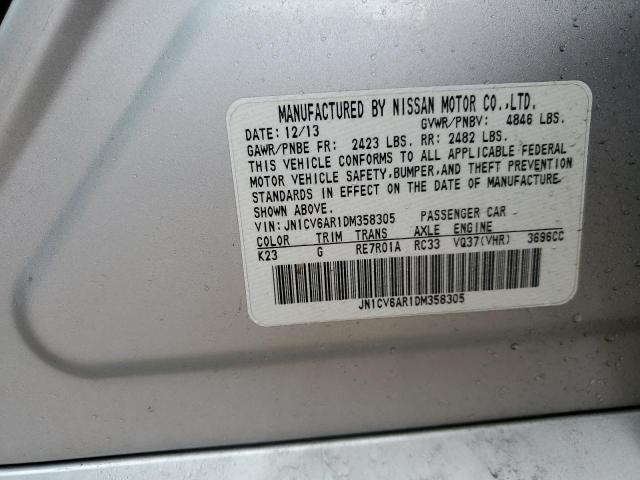 MANUFACTURED BY NISSAN MOTOR CO.,LTD.
DATE: 12/13 GVWR/PNBV: 4846 LBS.
GAWR/PNBE FR: 2423 LBS. RR: 2482 LBS.
THIS VEHICLE CONFORMS TO ALL APPLICABLE FEDERAL
MOTOR VEHICLE SAFETY,BUMPER,AND THEFT PREVENTION
STANDARDS IN EFFECT ON THE DATE OF MANUFACTURE
SHOWN ABOVE.
VIN: JN1CV6AR1DM358305 PASSENGER CAR
COLOR TRIM TRANS AXLE ENGINE
K23 G RE7R01A RC33 VQ37(VHR) 3696CC
JN1CV6AR1DM358305